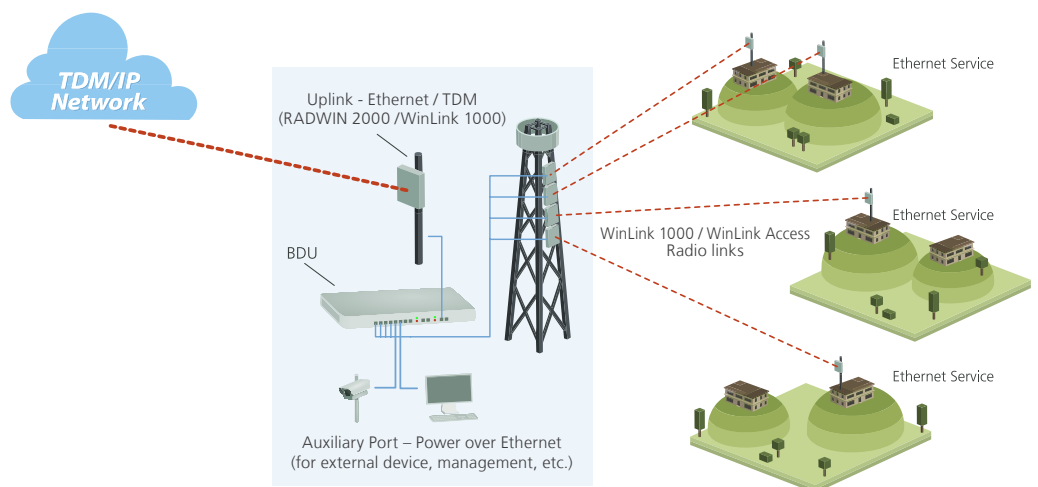 TDM/IP
Network
Uplink - Ethernet / TDM
(RADWIN 2000 /WinLink 1000)
BDU
Auxiliary Port – Power over Ethernet
(for external device, management, etc.)
WinLink 1000 / WinLink Access
Radio links
Ethernet Service
Ethernet Service
Ethernet Service